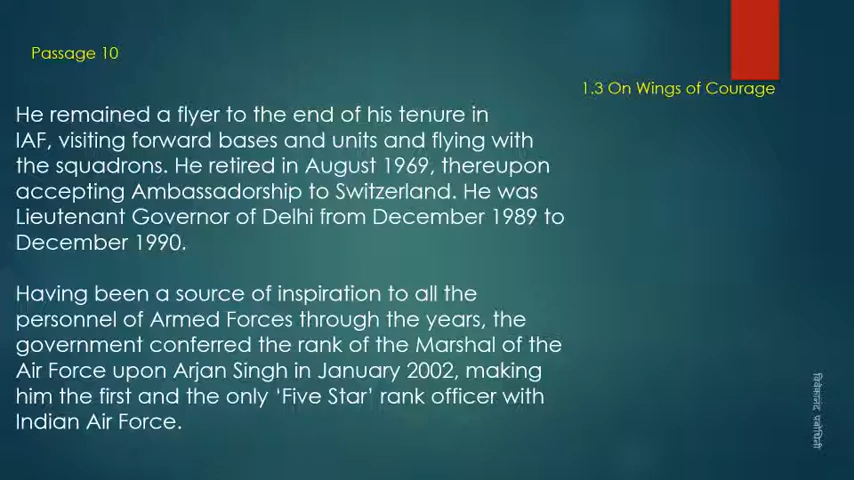 Passage 10
1.3 On Wings of Courage
He remained a flyer to the end of his tenure in
IAF, visiting forward bases and units and flying with
the squadrons. He retired in August 1969, thereupon
accepting Ambassadorship to Switzerland. He was
Lieutenant Governor of Delhi from December 1989 to
December 1990.
Having been a source of inspiration to all the
personnel of Armed Forces through the years, the
government conferred the rank of the Marshal of the
Air Force upon Arjan Singh in January 2002, making
him the first and the only ‘Five Star’ rank officer with
Indian Air Force.